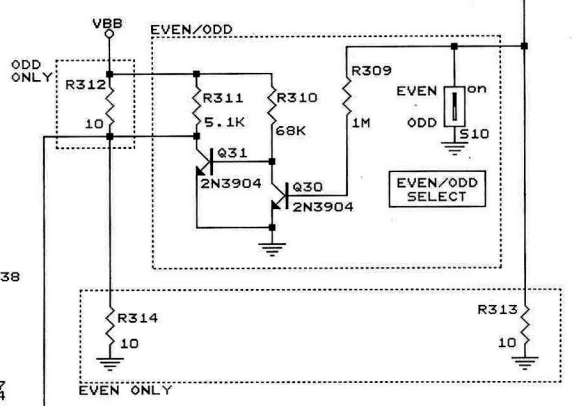 VBB
EVEN/ODD
ODD
ONLY
R312
10
R311
5.1K
R310
68K
R309
1M
EVEN
on
ODD
S10
Q31
2N3904
Q30
2N3904
EVEN/ODD
SELECT
38
R314
10
R313
10
EVEN ONLY